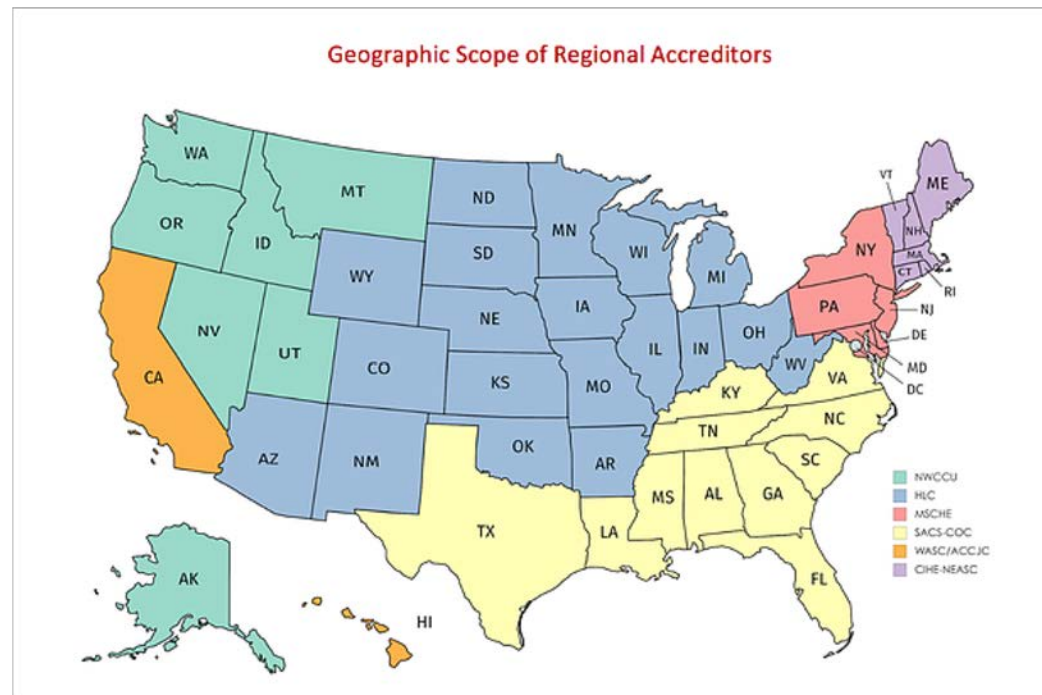 Geographic Scope of Regional Accreditors
WA
MT
ND
MN
VT
ME
OR
ID
NH
WI
NY
MA
SD
WY
MI
CT
RI
IA
PA
NJ
NE
NV
OH
DE
UT
IL
IN
CO
WV
MD
CA
KS
MO
VA
DC
KY
NC
TN
OK
AZ
NM
AR
SC
MS
AL
GA
TX
LA
FL
AK
HI
NWCCU
HLC
MSCHE
SACS-COC
WASC/ACCJC
CIHE-NEASC